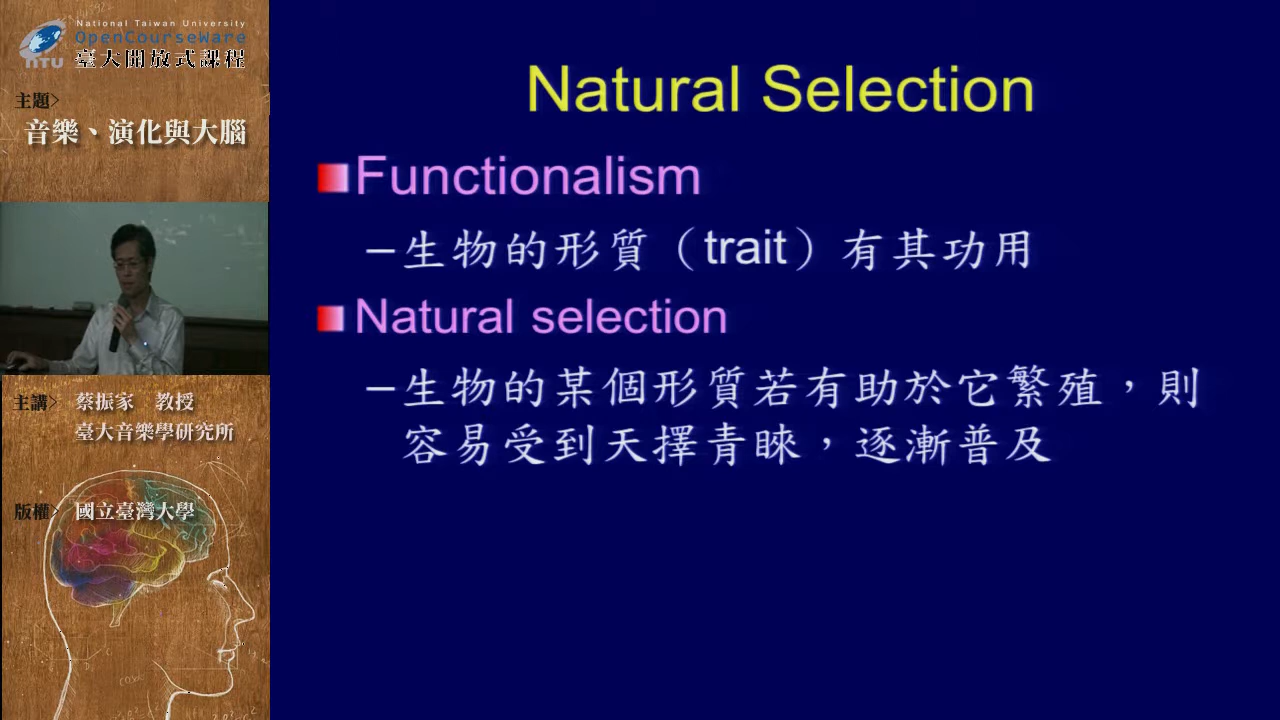 National Taiwan University
OpenCourseWare
NTU
臺大開放式課程
主題>
音樂、演化與大腦
主講> 蔡振家 教授
臺大音樂學研究所
版權> 國立臺灣大學
Natural Selection
Functionalism
–生物的形質（trait）有其功用
Natural selection
–生物的某個形質若有助於它繁殖，則
容易受到天擇青睞，逐漸普及